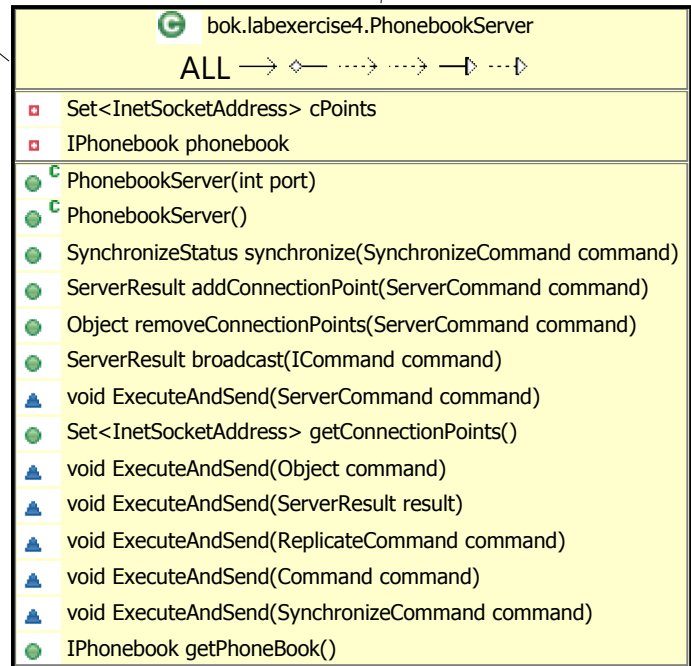 G bok.labexercise4.PhonebookServer
ALL
Set<InetSocketAddress> cPoints
IPhonebook phonebook
C PhonebookServer(int port)
C PhonebookServer()
SynchronizeStatus synchronize(SynchronizeCommand command)
ServerResult addConnectionPoint(ServerCommand command)
Object removeConnectionPoints(ServerCommand command)
ServerResult broadcast(ICommand command)
void ExecuteAndSend(ServerCommand command)
Set<InetSocketAddress> getConnectionPoints()
void ExecuteAndSend(Object command)
void ExecuteAndSend(ServerResult result)
void ExecuteAndSend(ReplicateCommand command)
void ExecuteAndSend(Command command)
void ExecuteAndSend(SynchronizeCommand command)
IPhonebook getPhoneBook()